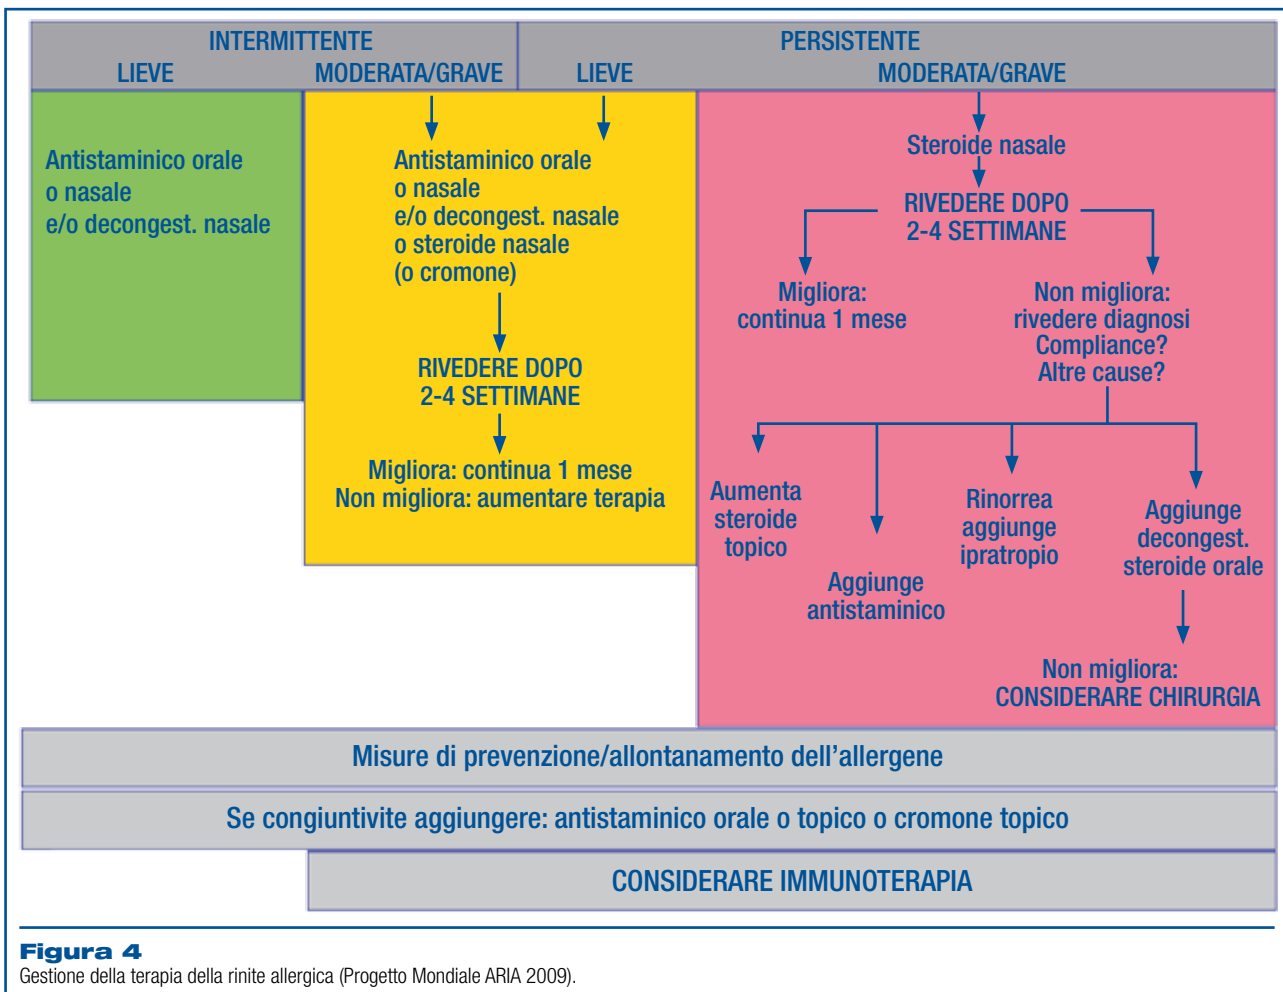 INTERMITTENTE
PERSISTENTE
LIEVE
MODERATA/GRAVE
LIEVE
MODERATA/GRAVE
Antistaminico orale
o nasale
e/o decongest. nasale
Antistaminico orale
o nasale
e/o decongest. nasale
o steroide nasale
(o cromone)
RIVEDERE DOPO
2-4 SETTIMANE
Migliora: continua 1 mese
Non migliora: aumentare terapia
Steroide nasale
RIVEDERE DOPO
2-4 SETTIMANE
Migliora:
continua 1 mese
Non migliora:
rivedere diagnosi
Compliance?
Altre cause?
Aumenta
steroide
topico
Aggiunge
antistaminico
Rinorrea
aggiunge
ipratropio
Aggiunge
decongest.
steroide orale
Non migliora:
CONSIDERARE CHIRURGIA
Misure di prevenzione/allontanamento dell'allergene
Se congiuntivite aggiungere: antistaminico orale o topico o cromone topico
CONSIDERARE IMMUNOTERAPIA
Figura 4
Gestione della terapia della rinite allergica (Progetto Mondiale ARIA 2009).